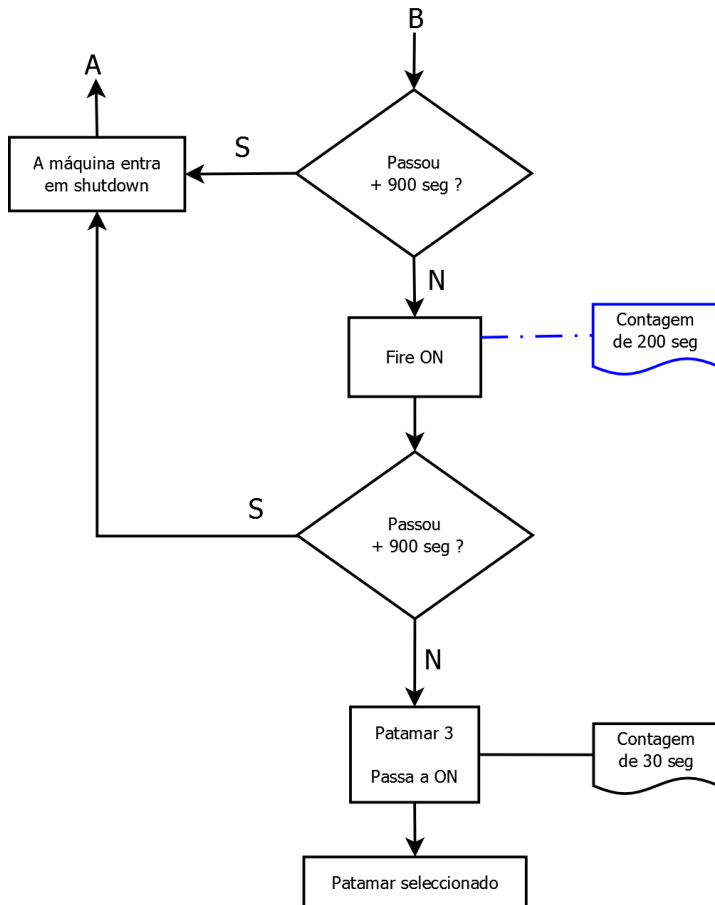 B
A
A máquina entra
em shutdown
S
Passou
+ 900 seg ?
N
Fire ON
Contagem
de 200 seg
S
Passou
+ 900 seg ?
N
Patamar 3
Passa a ON
Contagem
de 30 seg
Patamar seleccionado